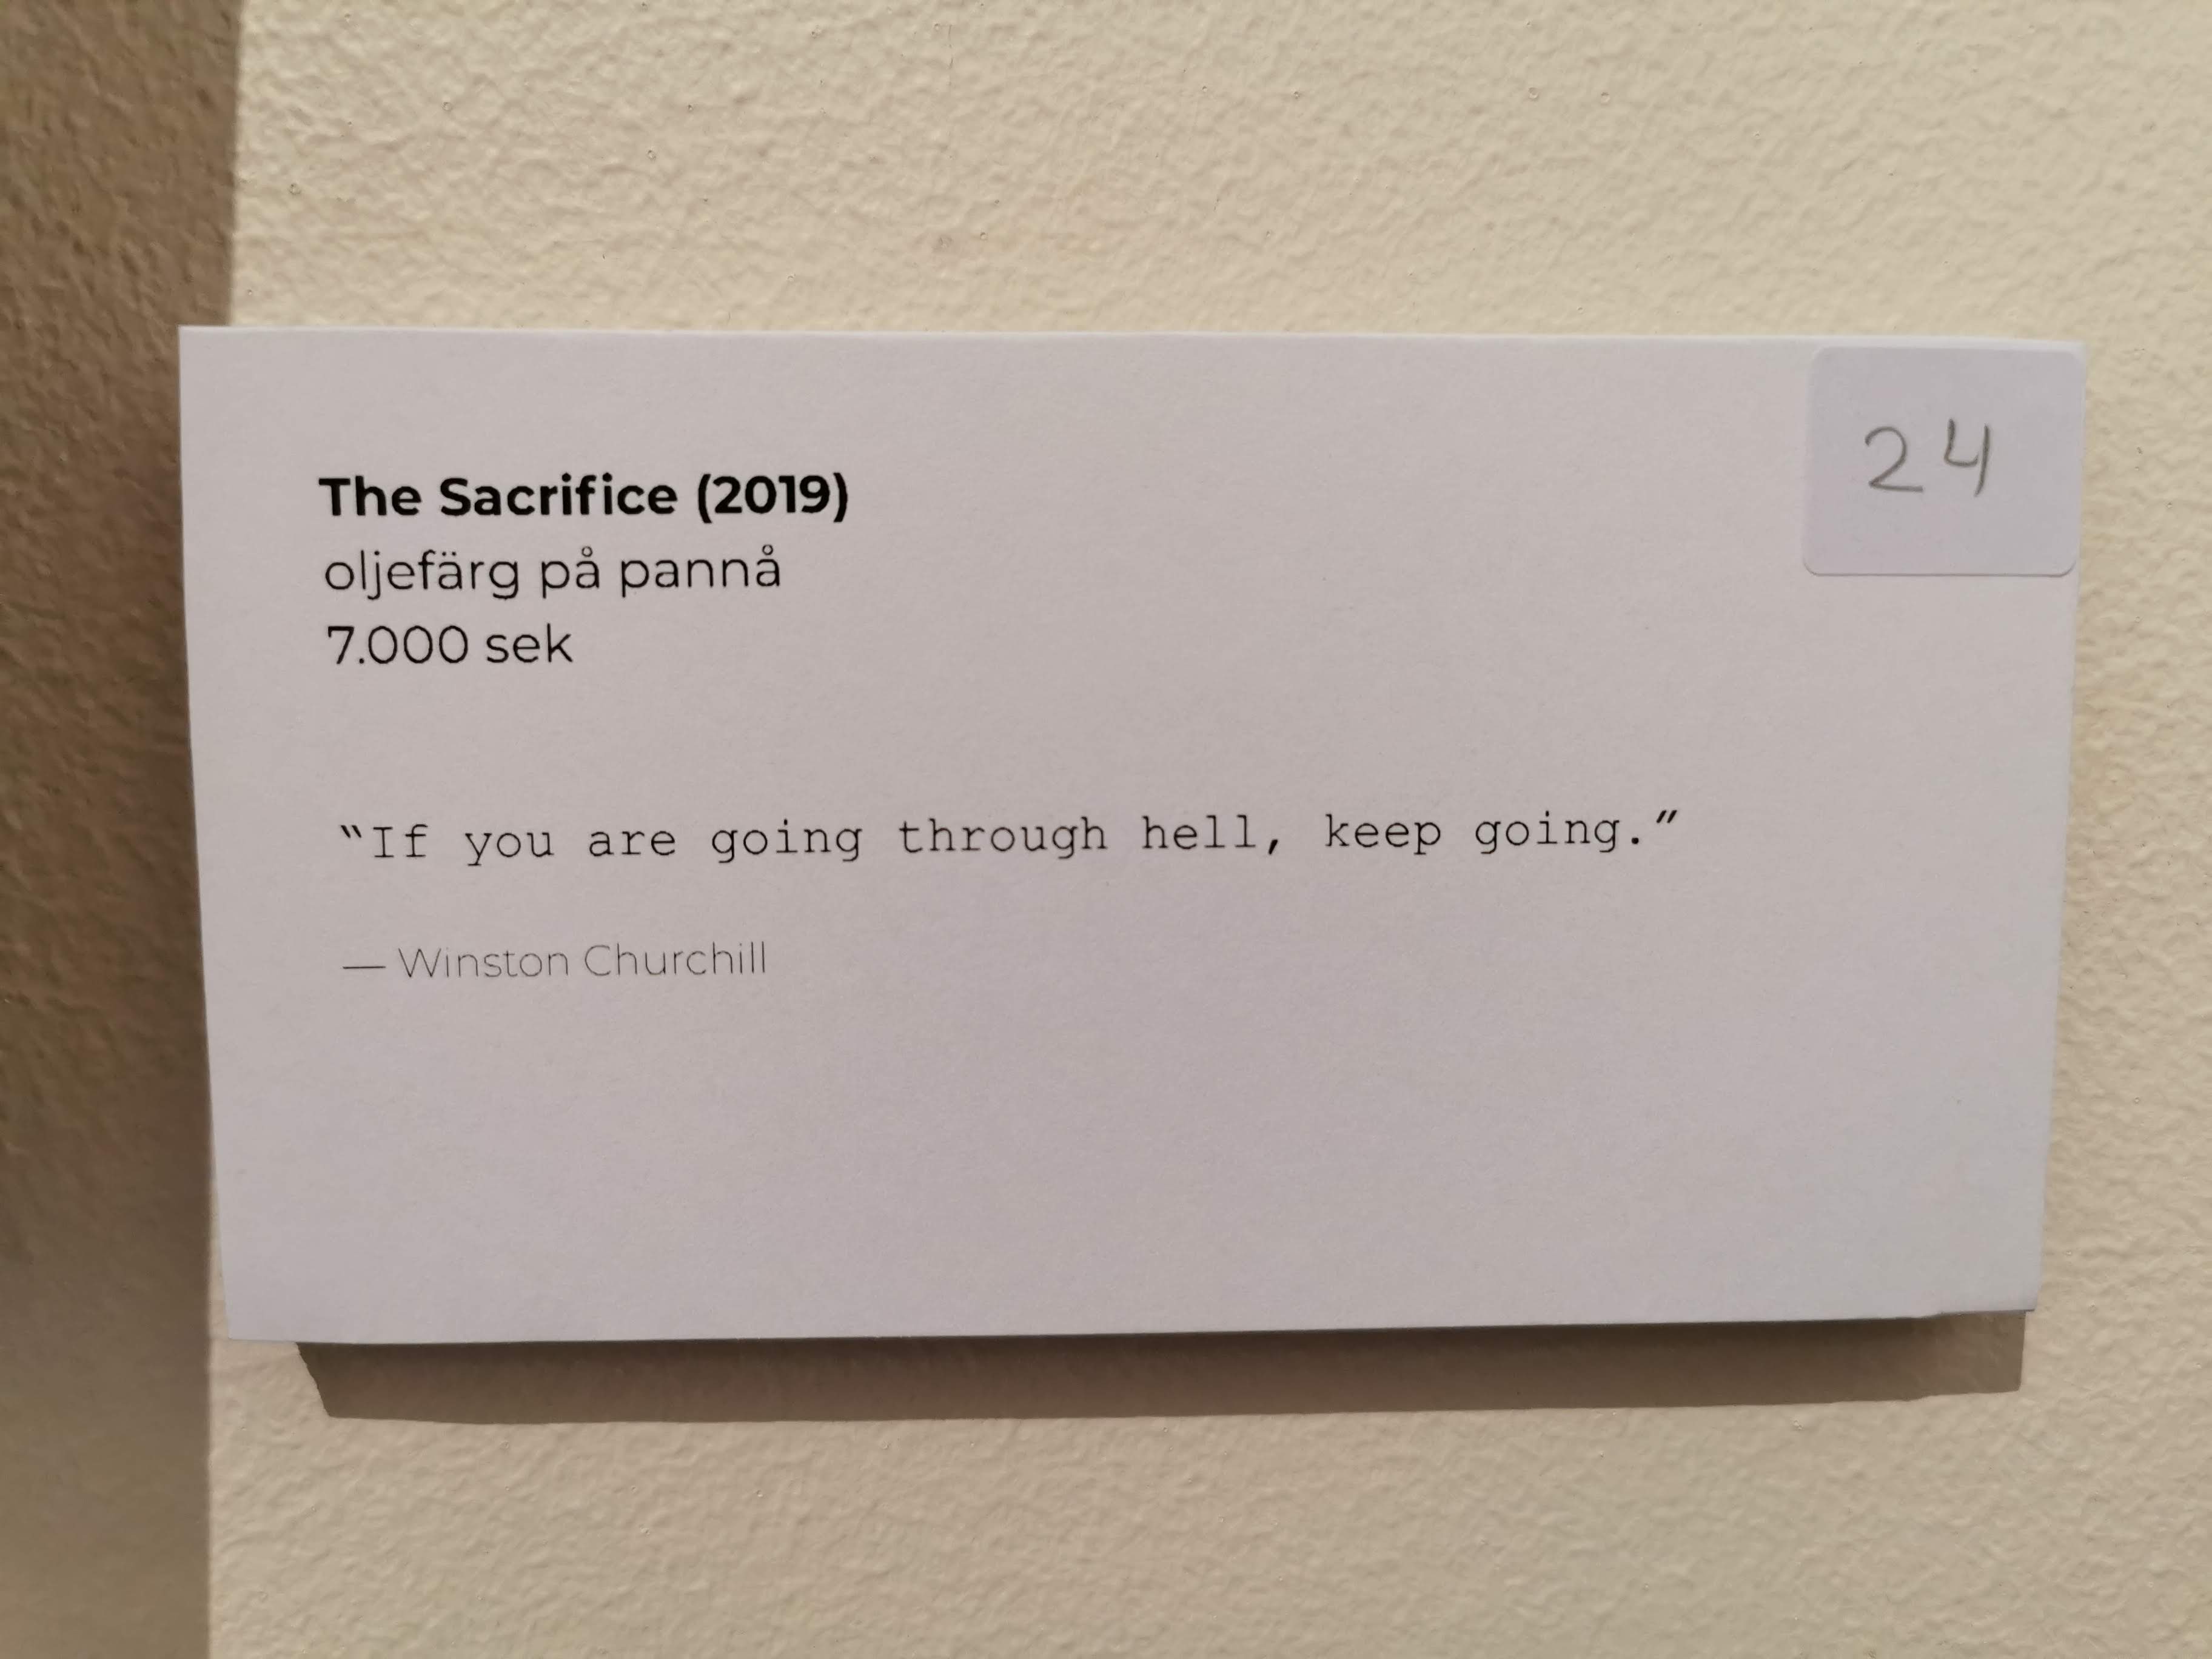 The Sacrifice (2019)
oljefärg på pannå
7.000 sek
24
“If you are going through hell, keep going.”
— Winston Churchill